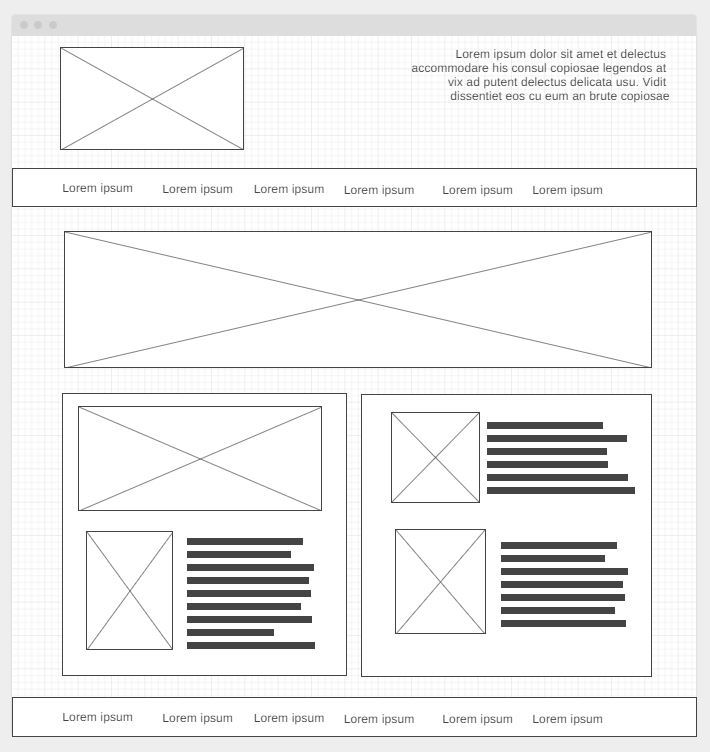 Lorem ipsum dolor sit amet et delectus
accommodare his consul copiosae legendos at
vix ad putent delectus delicata usu. Vidit
dissentiet eos cu eum an brute copiosae
Lorem ipsum Lorem ipsum Lorem ipsum Lorem ipsum Lorem ipsum Lorem ipsum
Lorem ipsum Lorem ipsum Lorem ipsum Lorem ipsum Lorem ipsum Lorem ipsum